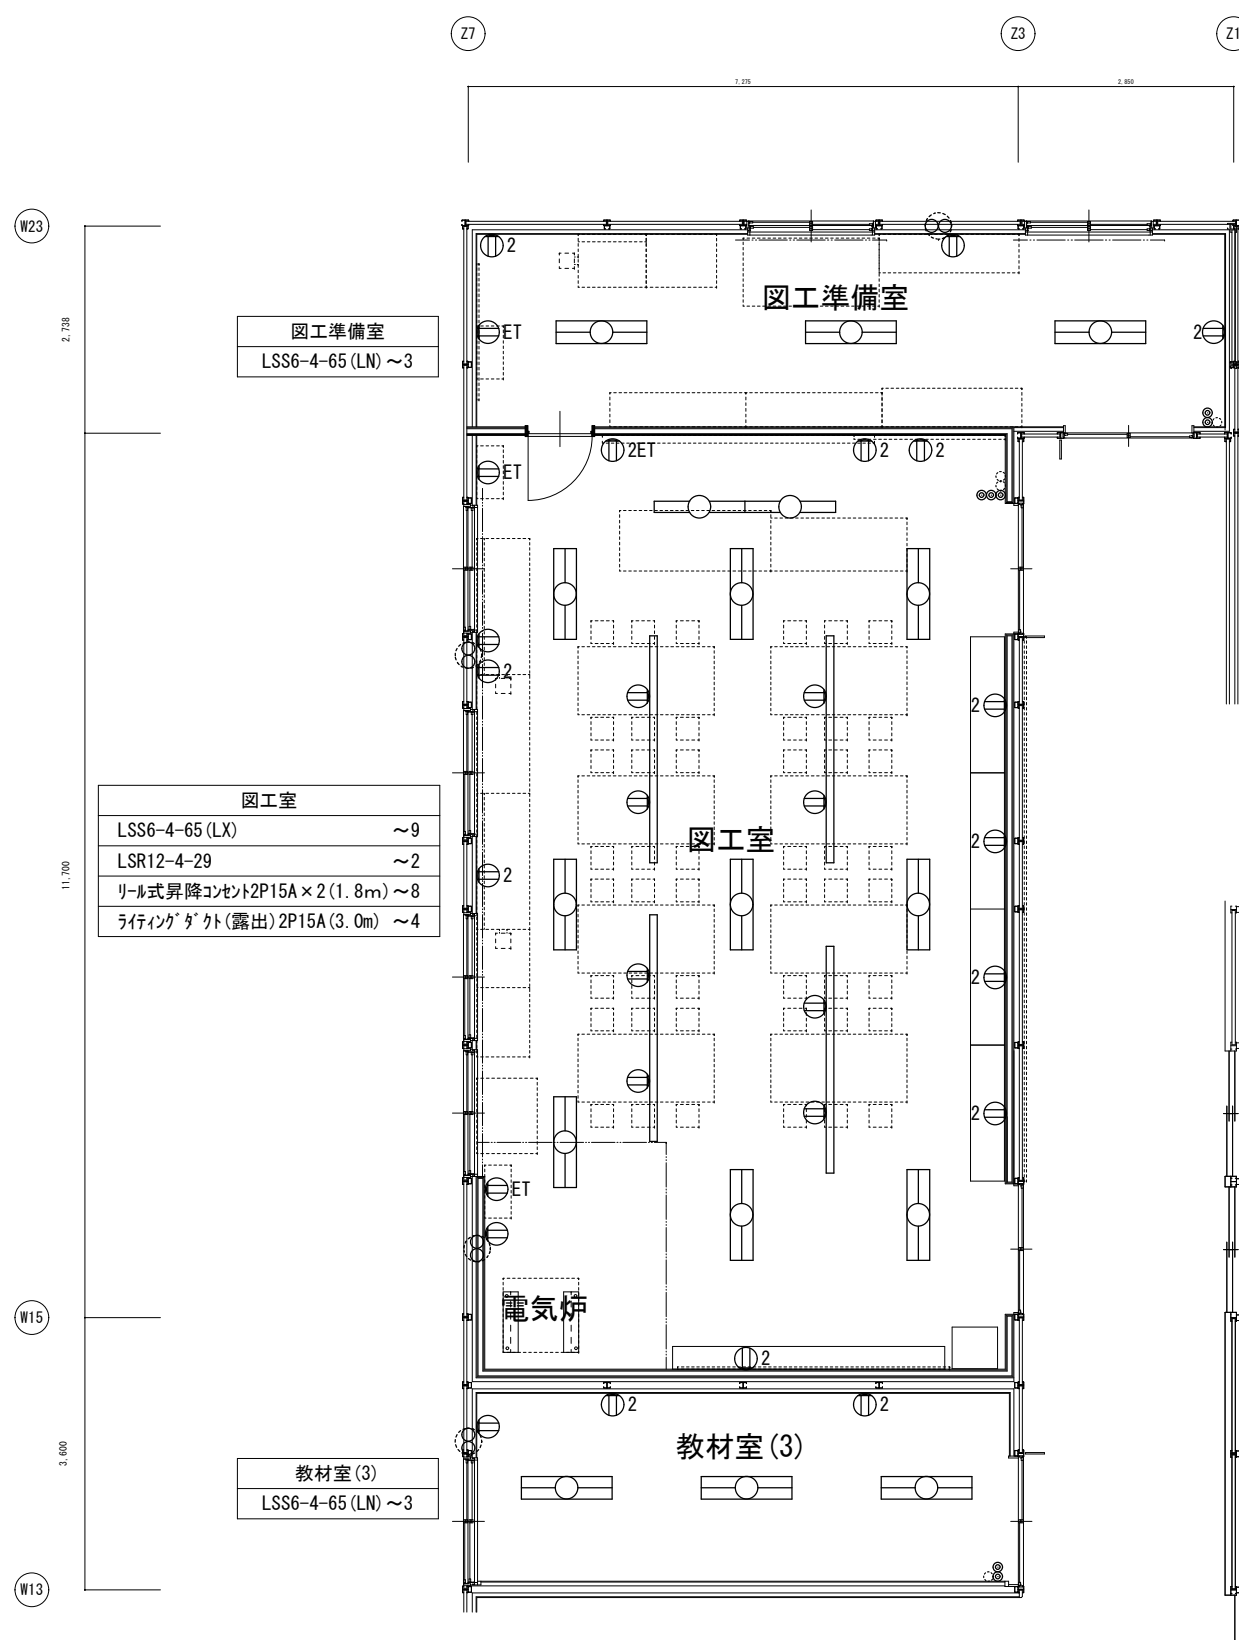 Z7
Z3
Z1
7,275
2,850
W23
2
2,738
図工準備室
図工準備室
LSS6-4-65(LN)～3
ET
2
2ET
2
2
ET
2
2
図工室
LSS6-4-65(LX) ～9
LSR12-4-29 ～2
リール式昇降コンセント2P15A×2(1.8m)～8
ライティングダクト(露出)2P15A(3.0m) ～4
図工室
2
11,700
2
2
2
ET
電気炉
W15
2
2
2
教材室(3)
3,600
教材室(3)
LSS6-4-65(LN)～3
W13